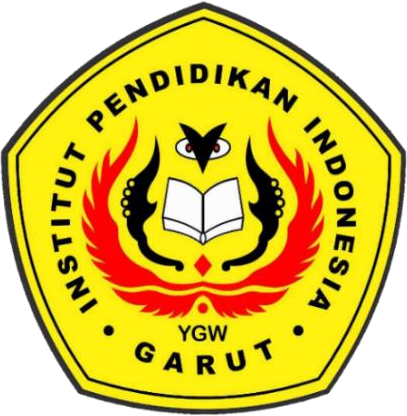 INSTITUT PENDIDIKAN INDONESIA
YGW
GARUT